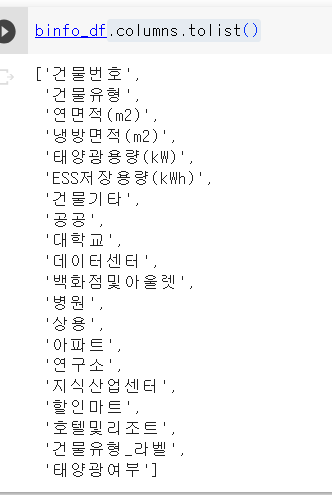 binfo_df.columns.tolist()
['건물번호',
'건물유형',
'연면적(m2)',
'냉방면적(m2)',
'태양광용량(kW)',
'ESS저장용량(kWh)',
'건물기타',
'공공',
'대학교',
'데이터센터',
'백화점및아울렛',
'병원',
'상용',
'아파트',
'연구소',
'지식산업센터',
'할인마트',
'호텔및리조트',
'건물유형_라벨',
'태양광여부']